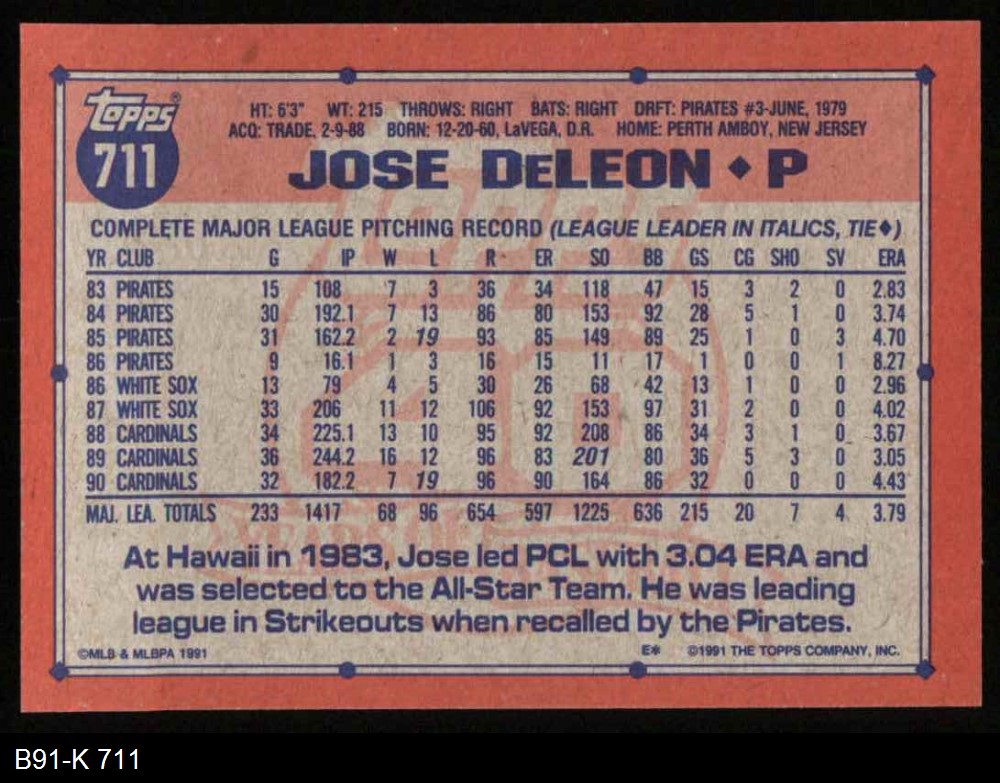 Topps®
711
HT: 6'3" WT: 215 THROWS: RIGHT BATS: RIGHT DRFT: PIRATES #3-JUNE, 1979
ACQ: TRADE, 2-9-88 BORN: 12-20-60, LaVEGA, D.R. HOME: PERTH AMBOY, NEW JERSEY
JOSE DeLEON ♦ P
COMPLETE MAJOR LEAGUE PITCHING RECORD (LEAGUE LEADER IN ITALICS, TIE♦)
YR CLUB G IP W L R ER SO BB GS CG SHO SV ERA
83 PIRATES 15 108 7 3 36 34 118 47 15 3 2 0 2.83
84 PIRATES 30 192.1 7 13 86 80 153 92 28 5 1 0 3.74
85 PIRATES 31 162.2 2 19 93 85 149 89 25 1 0 3 4.70
86 PIRATES 9 16.1 1 3 16 15 11 17 1 0 0 1 8.27
86 WHITE SOX 13 79 4 5 30 26 68 42 13 1 0 0 2.96
87 WHITE SOX 33 206 11 12 106 92 153 97 31 2 0 0 4.02
88 CARDINALS 34 225.1 13 10 95 92 208 86 34 3 1 0 3.67
89 CARDINALS 36 244.2 16 12 96 83 201 80 36 5 3 0 3.05
90 CARDINALS 32 182.2 7 19 96 90 164 86 32 0 0 0 4.43
MAJ. LEA. TOTALS 233 1417 68 96 654 597 1225 636 215 20 7 4 3.79
At Hawaii in 1983, Jose led PCL with 3.04 ERA and
was selected to the All-Star Team. He was leading
league in Strikeouts when recalled by the Pirates.
©MLB & MLBPA 1991 E* ©1991 THE TOPPS COMPANY, INC.
B91-K 711